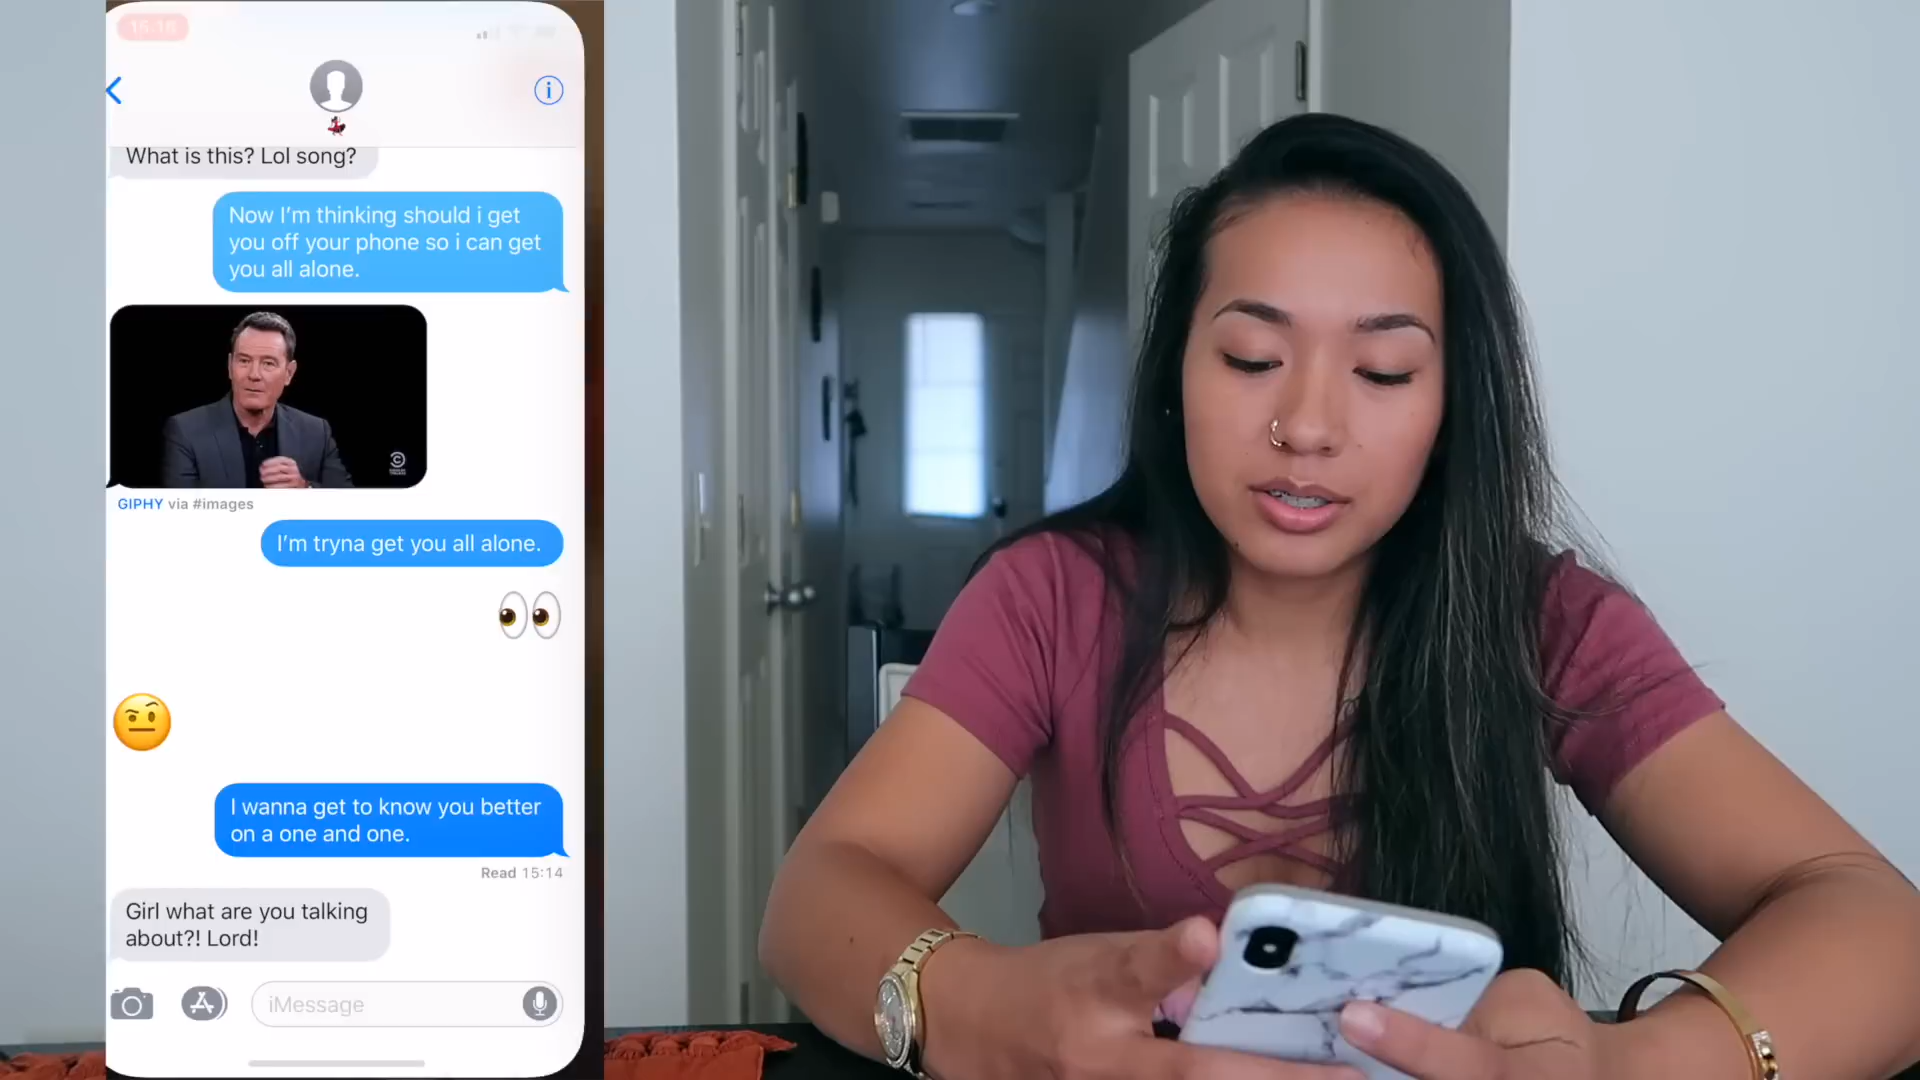 15:16
What is this? Lol song?
Now I'm thinking should i get
you off your phone so i can get
you all alone.
GIPHY via #images
I'm tryna get you all alone.
I wanna get to know you better
on a one and one.
Read 15:14
Girl what are you talking
about?! Lord!
iMessage